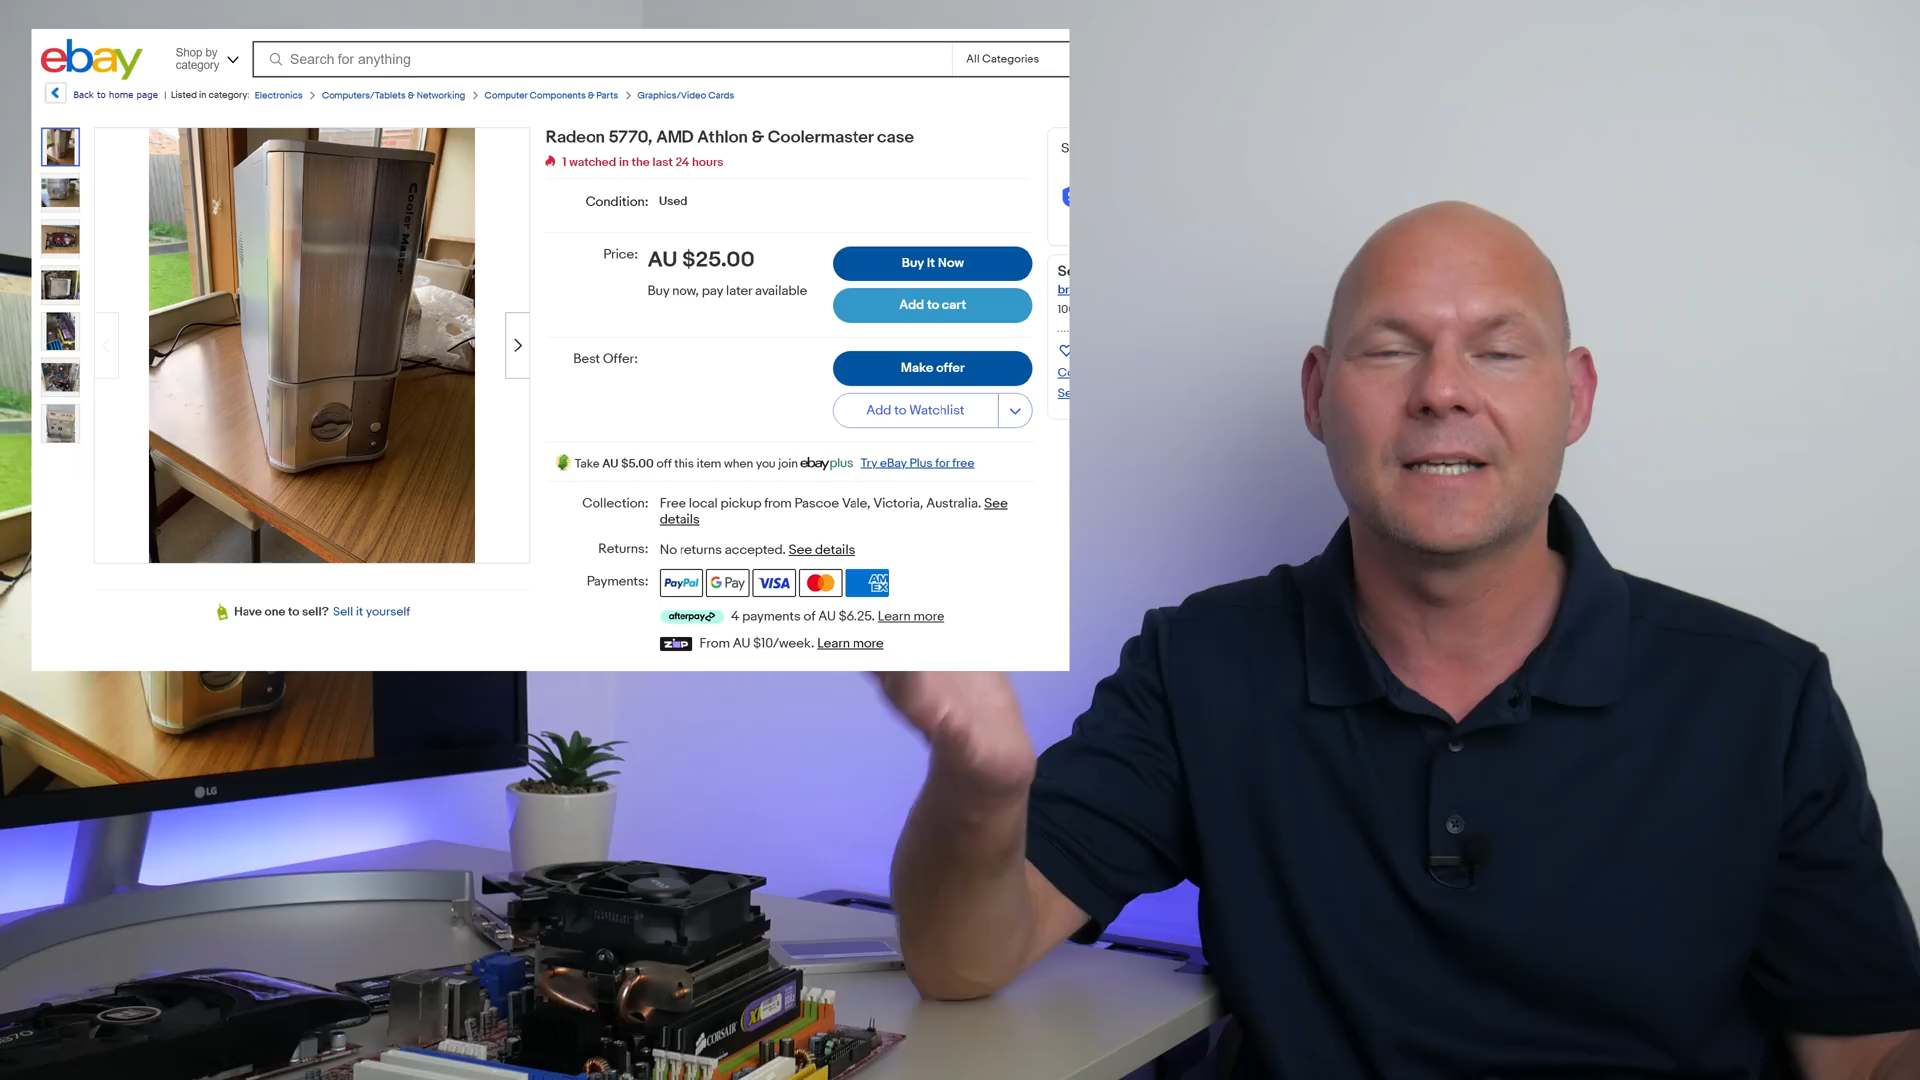 ebay
Shop by
category
Search for anything
All Categories
Back to home page | Listed in category: Electronics > Computers/Tablets & Networking > Computer Components & Parts > Graphics/Video Cards
Radeon 5770, AMD Athlon & Coolermaster case
1 watched in the last 24 hours
Condition: Used
Price: AU $25.00
Buy It Now
Buy now, pay later available
Add to cart
Best Offer:
Make offer
Add to Watchlist
Take AU $5.00 off this item when you join ebayplus Try eBay Plus for free
Collection: Free local pickup from Pascoe Vale, Victoria, Australia. See
details
Returns: No returns accepted. See details
Payments: PayPal G Pay VISA AM EX
afterpay 4 payments of AU $6.25. Learn more
Zip From AU $10/week. Learn more
Have one to sell? Sell it yourself
Cooler Master
LG
CORSAIR